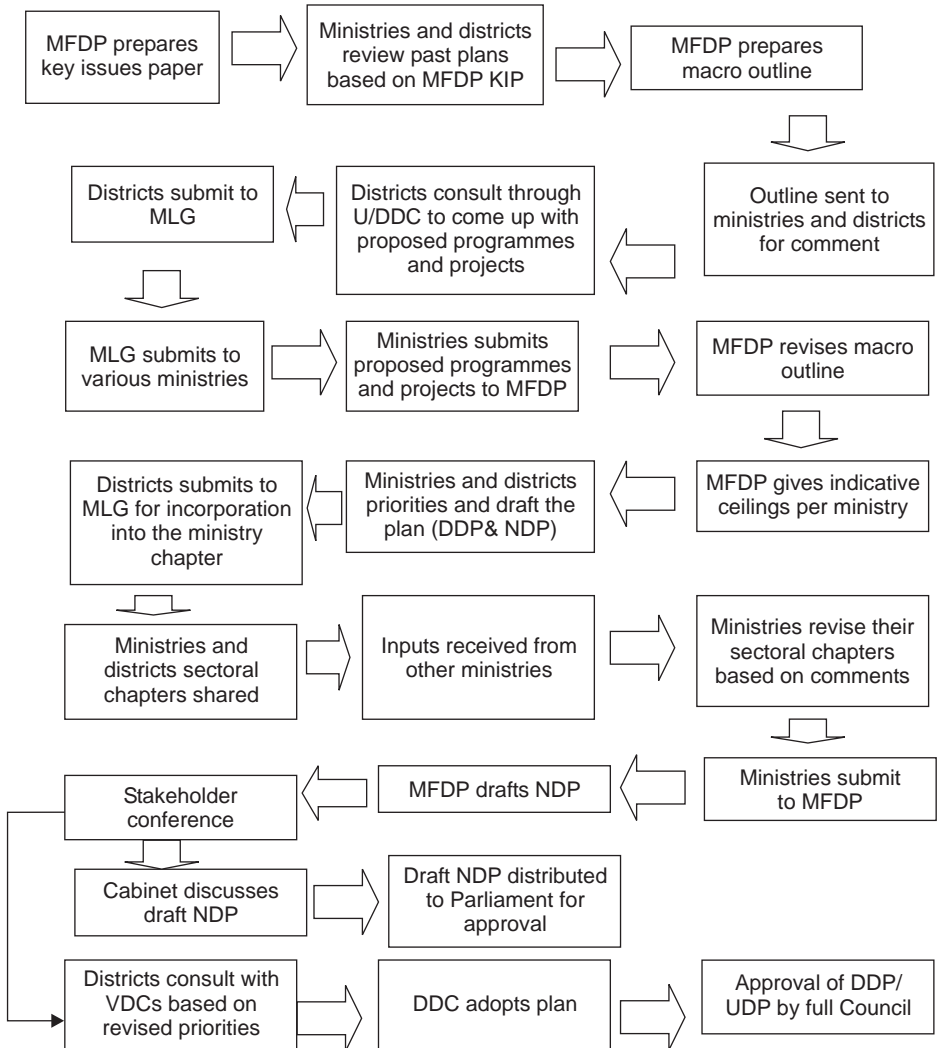 MFDP prepares
key issues paper
Ministries and districts
review past plans
based on MFDP KIP
MFDP prepares
macro outline
Outline sent to
ministries and districts
for comment
Districts consult through
U/DDC to come up with
proposed programmes
and projects
Districts submit to
MLG
MLG submits to
various ministries
Ministries submits
proposed programmes
and projects to MFDP
MFDP revises macro
outline
MFDP gives indicative
ceilings per ministry
Ministries and districts
priorities and draft the
plan (DDP& NDP)
Districts submits to
MLG for incorporation
into the ministry
chapter
Ministries and
districts sectoral
chapters shared
Inputs received from
other ministries
Ministries revise their
sectoral chapters
based on comments
Ministries submit
to MFDP
MFDP drafts NDP
Stakeholder
conference
Cabinet discusses
draft NDP
Draft NDP distributed
to Parliament for
approval
Districts consult with
VDCs based on
revised priorities
DDC adopts plan
Approval of DDP/
UDP by full Council